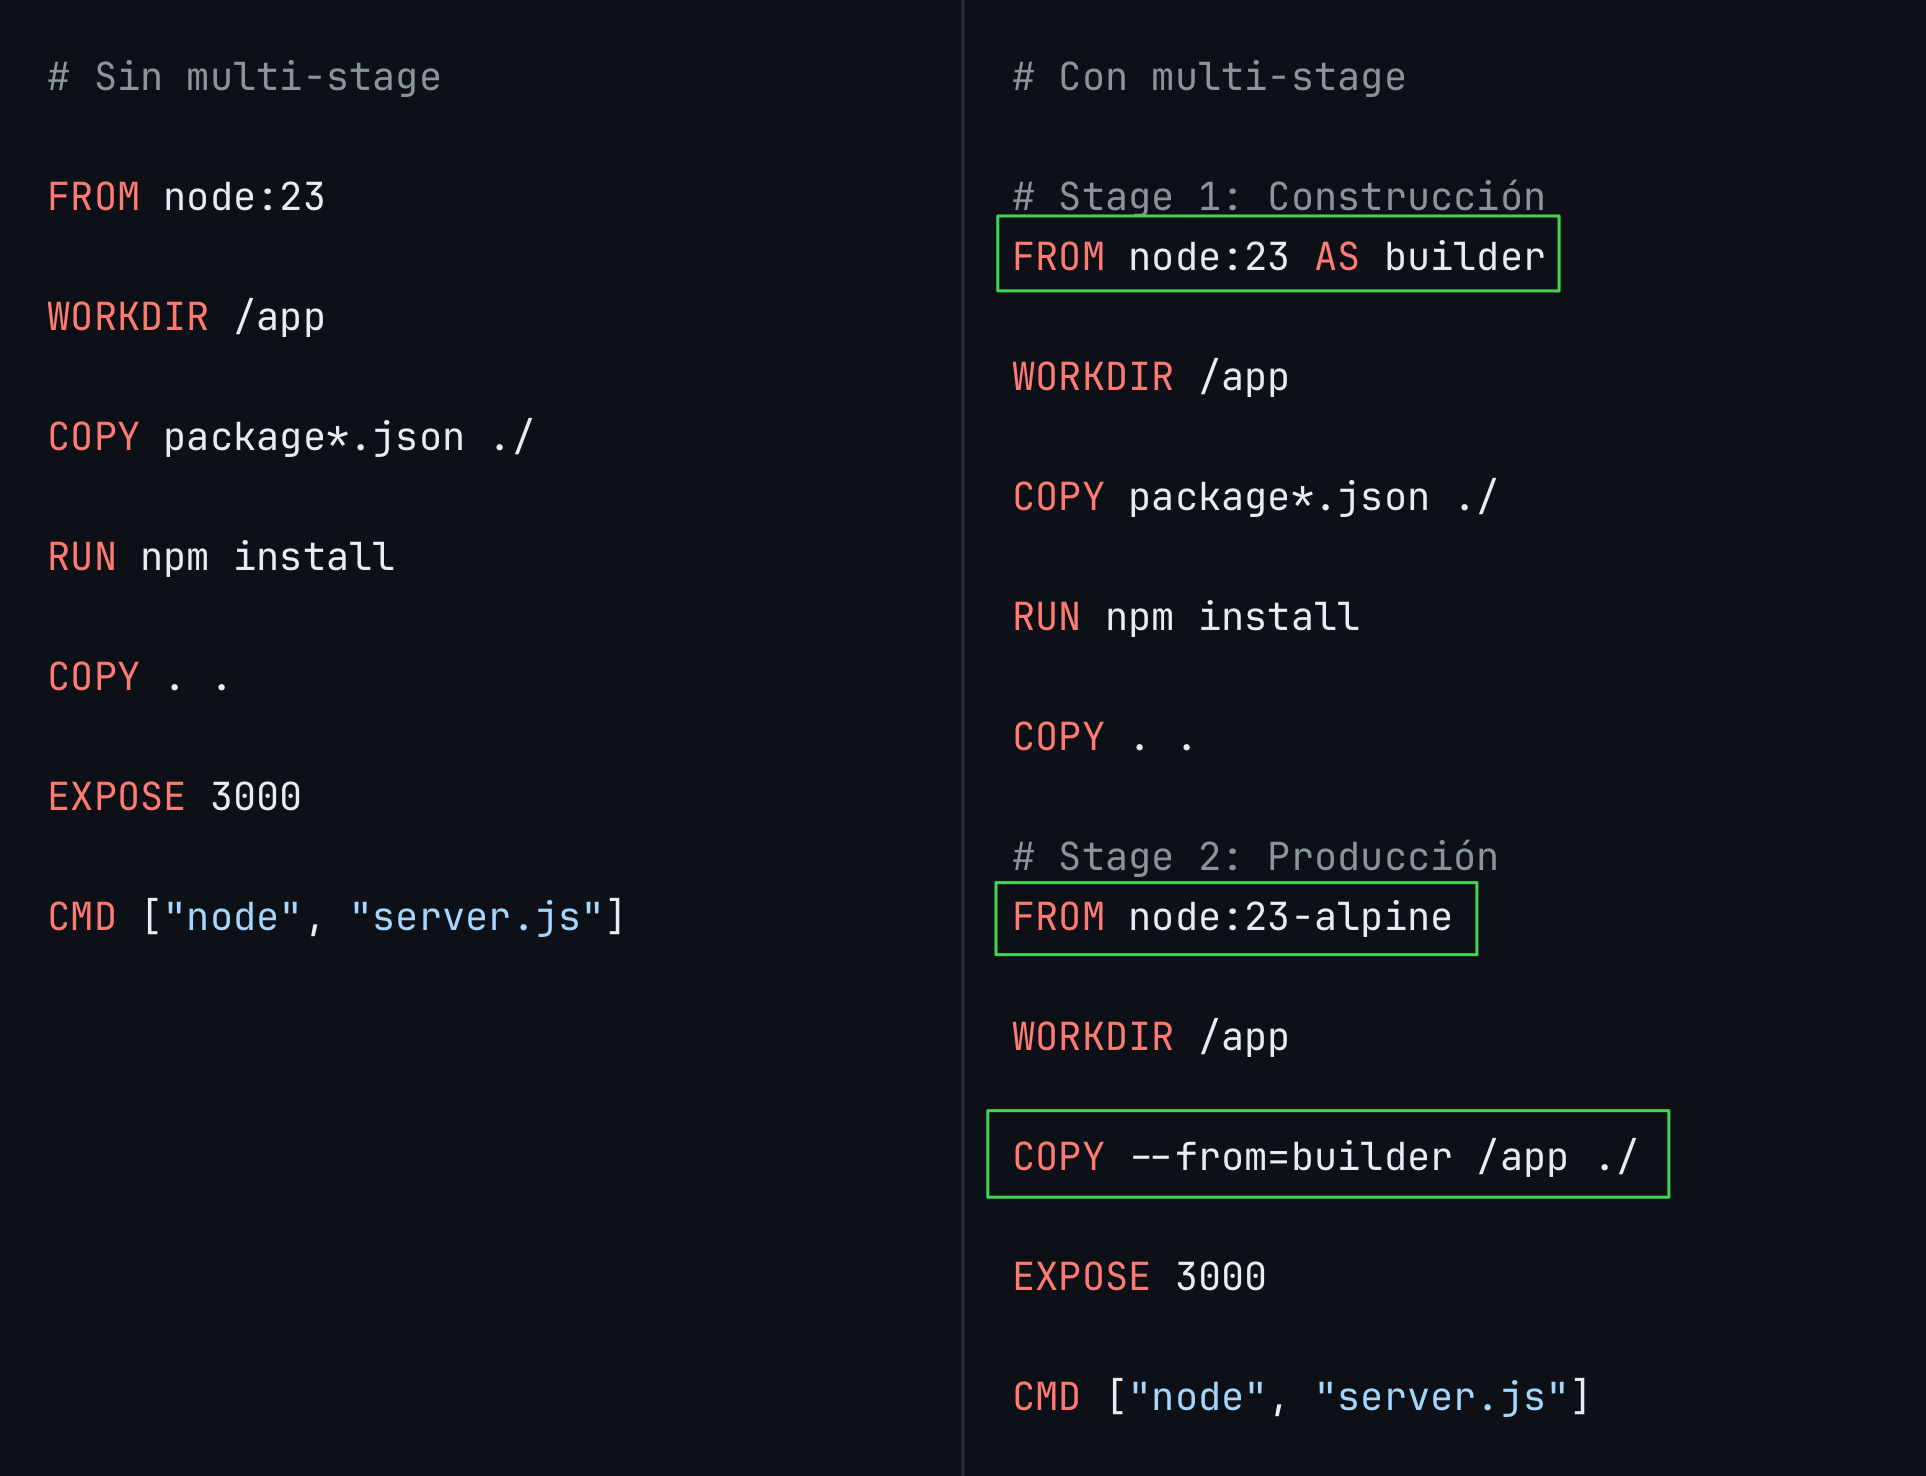 # Sin multi-stage
FROM node:23
WORKDIR /app
COPY package*.json ./
RUN npm install
COPY . .
EXPOSE 3000
CMD ["node", "server.js"]
# Con multi-stage
# Stage 1: Construcción
FROM node:23 AS builder
WORKDIR /app
COPY package*.json ./
RUN npm install
COPY . .
# Stage 2: Producción
FROM node:23-alpine
WORKDIR /app
COPY --from=builder /app ./
EXPOSE 3000
CMD ["node", "server.js"]